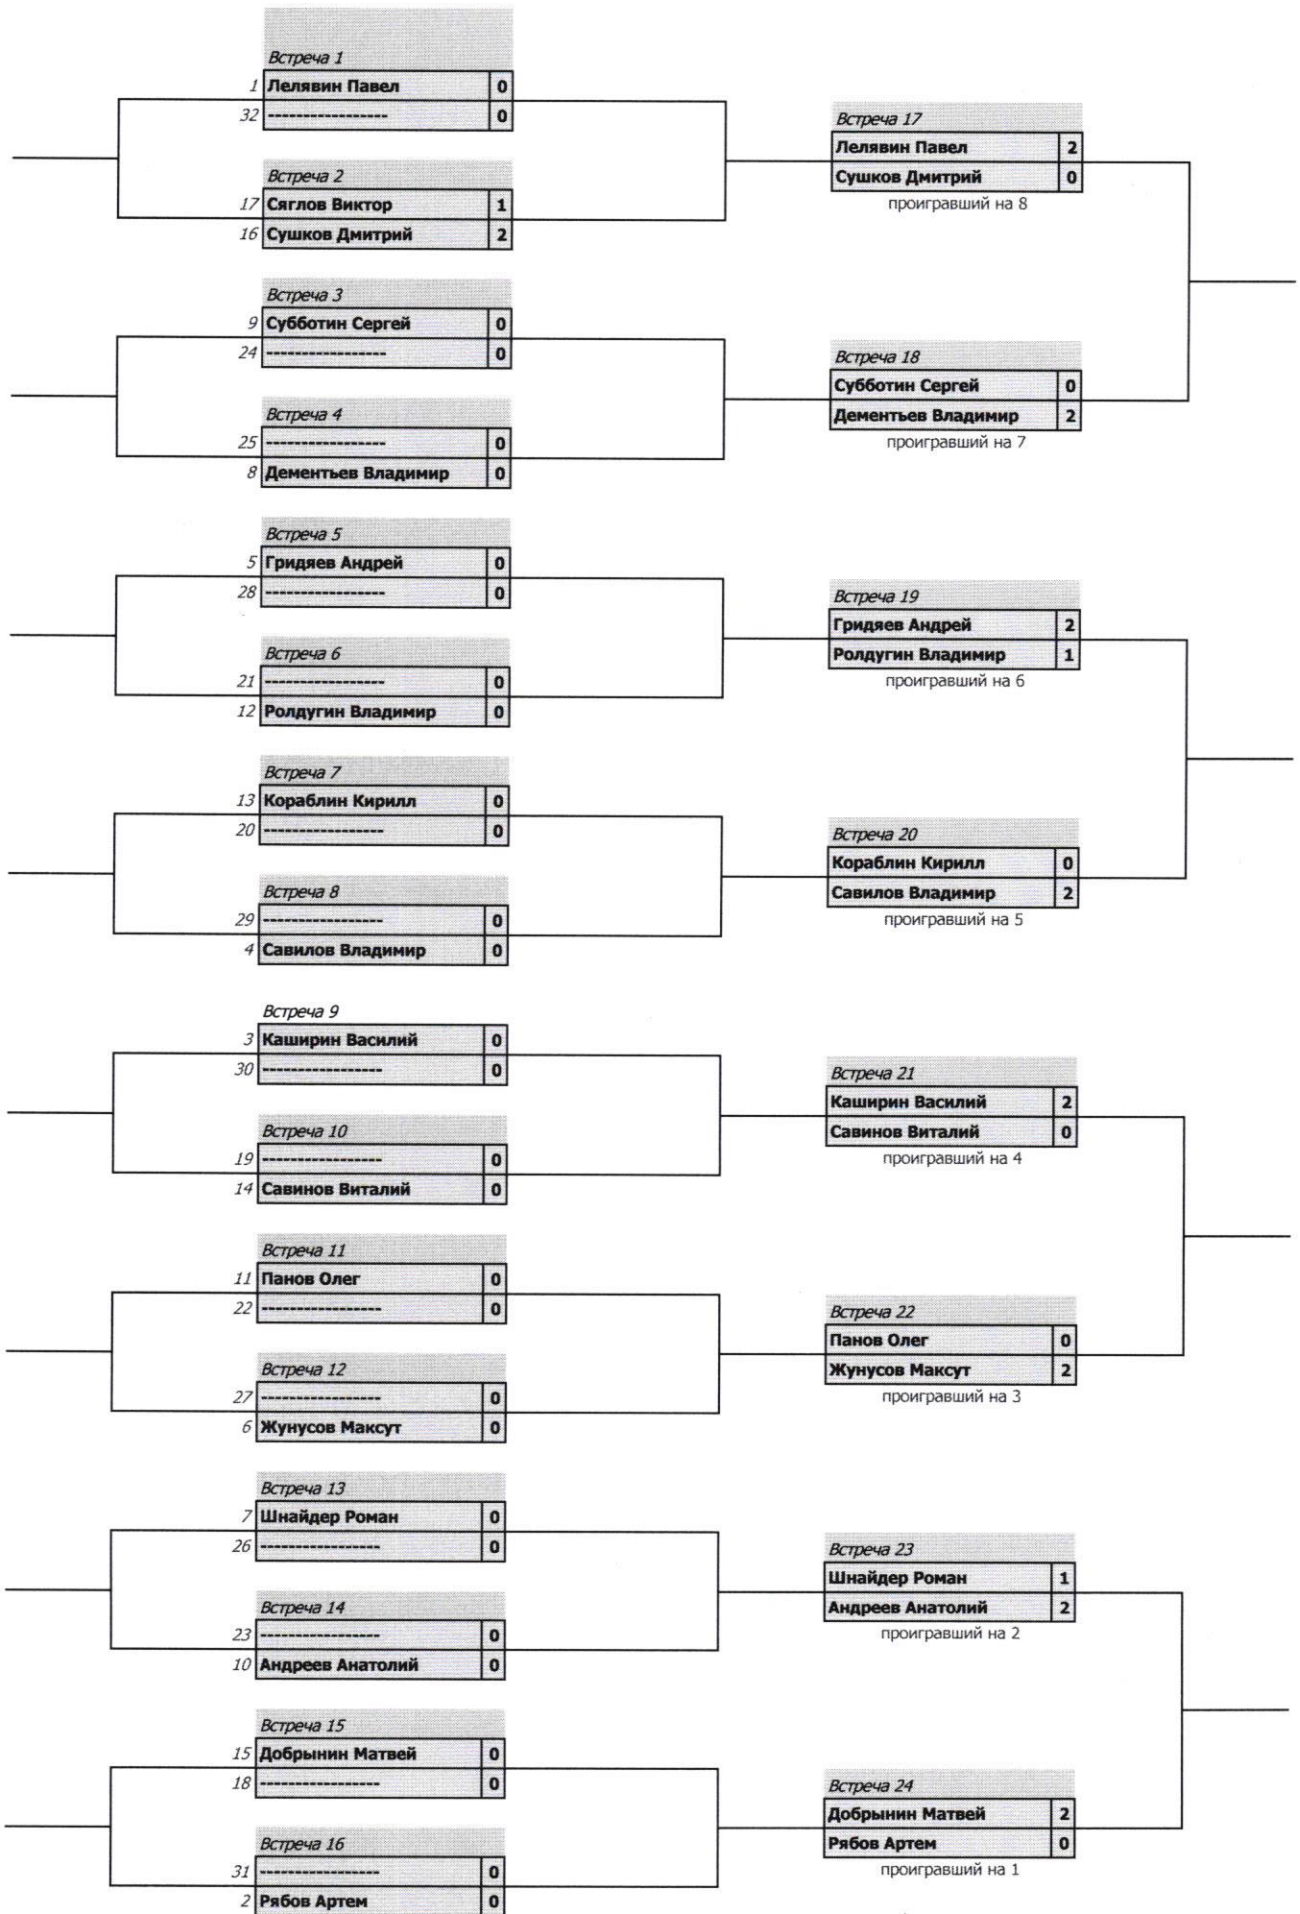 Встреча 1
1 Лелявин Павел 0
32 ----------------- 0
Встреча 2
17 Сяглов Виктор 1
16 Сушков Дмитрий 2
Встреча 3
9 Субботин Сергей 0
24 ----------------- 0
Встреча 4
25 ----------------- 0
8 Дементьев Владимир 0
Встреча 5
5 Гридяев Андрей 0
28 ----------------- 0
Встреча 6
21 ----------------- 0
12 Ролдугин Владимир 0
Встреча 7
13 Кораблин Кирилл 0
20 ----------------- 0
Встреча 8
29 ----------------- 0
4 Савилов Владимир 0
Встреча 9
3 Каширин Василий 0
30 ----------------- 0
Встреча 10
19 ----------------- 0
14 Савинов Виталий 0
Встреча 11
11 Панов Олег 0
22 ----------------- 0
Встреча 12
27 ----------------- 0
6 Жунусов Максут 0
Встреча 13
7 Шнайдер Роман 0
26 ----------------- 0
Встреча 14
23 ----------------- 0
10 Андреев Анатолий 0
Встреча 15
15 Добрынин Матвей 0
18 ----------------- 0
Встреча 16
31 ----------------- 0
2 Рябов Артем 0
Встреча 17
Лелявин Павел 2
Сушков Дмитрий 0
проигравший на 8
Встреча 18
Субботин Сергей 0
Дементьев Владимир 2
проигравший на 7
Встреча 19
Гридяев Андрей 2
Ролдугин Владимир 1
проигравший на 6
Встреча 20
Кораблин Кирилл 0
Савилов Владимир 2
проигравший на 5
Встреча 21
Каширин Василий 2
Савинов Виталий 0
проигравший на 4
Встреча 22
Панов Олег 0
Жунусов Максут 2
проигравший на 3
Встреча 23
Шнайдер Роман 1
Андреев Анатолий 2
проигравший на 2
Встреча 24
Добрынин Матвей 2
Рябов Артем 0
проигравший на 1